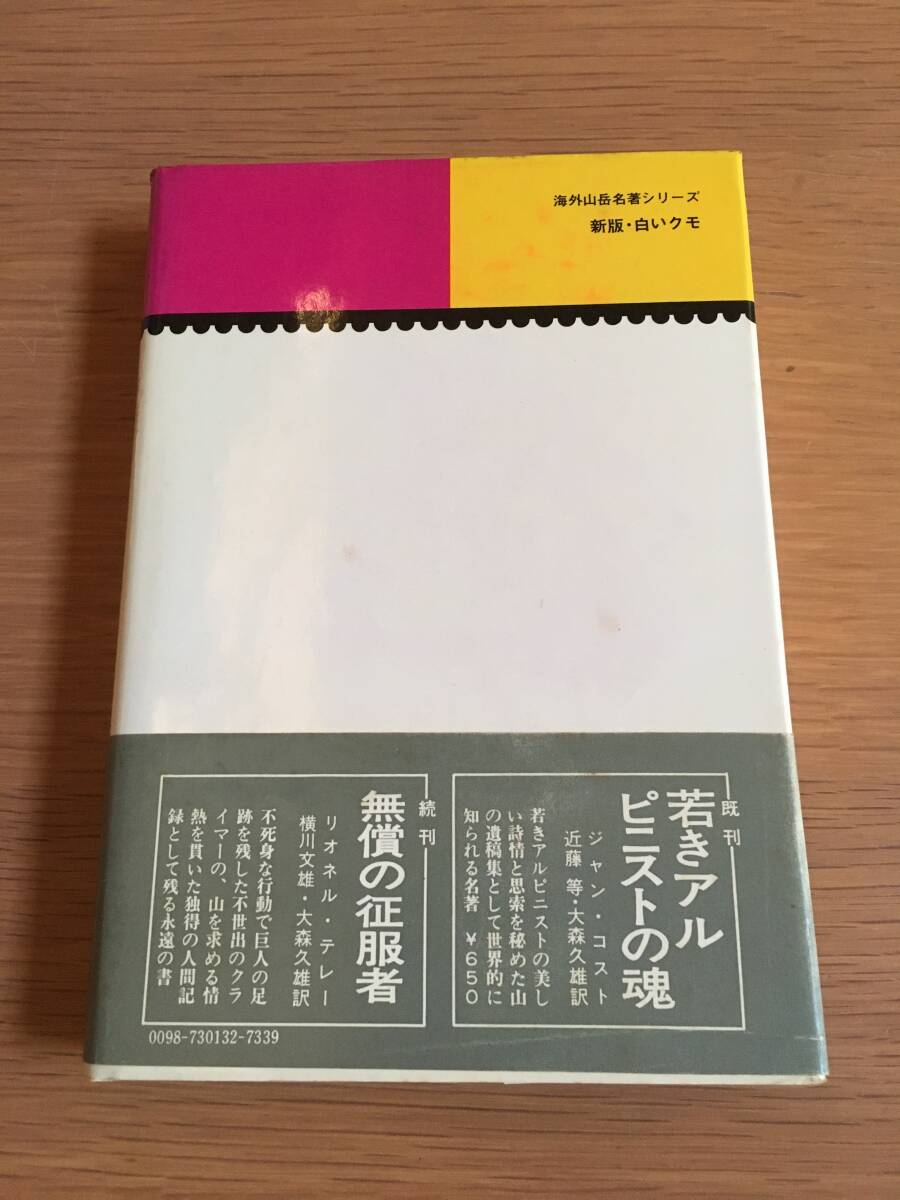 海外山岳名著シリーズ
新版・白いクモ
既刊
若きアル
ピニストの魂
ジャン・コスト
近藤 等・大森久雄訳
若きアルピニストの美し
い詩情と思索を秘めた山
の遺稿集として世界的に
知られる名著 ￥650
続刊
無償の征服者
リオネル・テレー
横川文雄・大森久雄訳
不死身な行動で巨人の足
跡を残した不世出のクラ
イマーの、山を求める情
熱を貫いた独得の人間記
録として残る永遠の書
0098-730132-7339